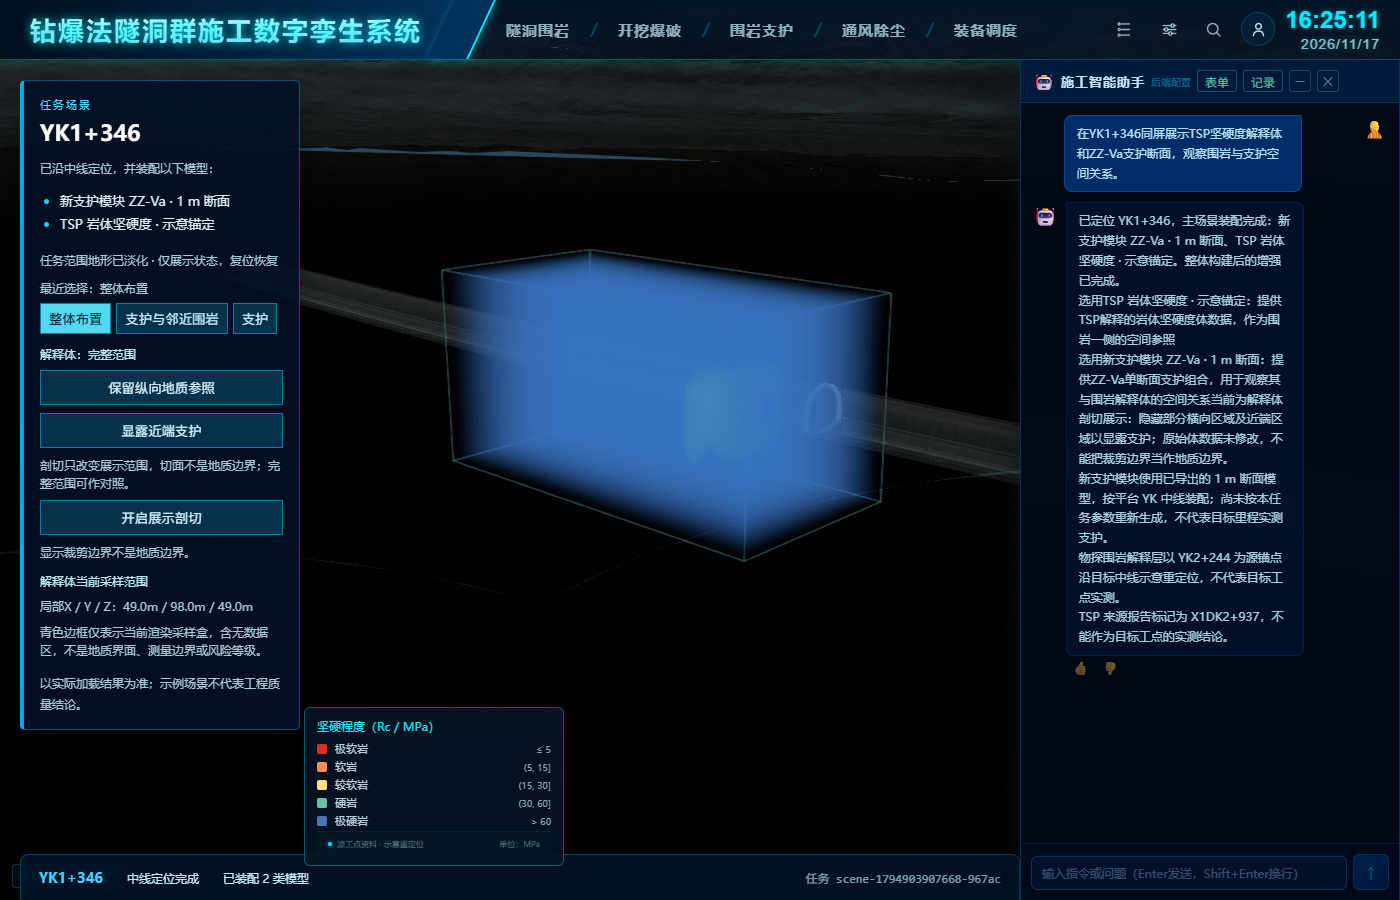 钻爆法隧洞群施工数字孪生系统
隧洞围岩 / 开挖爆破 / 围岩支护 / 通风除尘 / 装备调度
16:25:11
2026/11/17
任务场景
YK1+346
已沿中线定位，并装配以下模型：
• 新支护模块 ZZ-Va · 1 m 断面
• TSP 岩体坚硬度 · 示意锚定
任务范围地形已淡化 · 仅展示状态，复位恢复
最近选择：整体布置
整体布置 支护与邻近围岩 支护
解释体：完整范围
保留纵向地质参照
显露近端支护
剖切只改变展示范围，切面不是地质边界；完
整范围可作对照。
开启展示剖切
显示裁剪边界不是地质边界。
解释体当前采样范围
局部X / Y / Z：49.0m / 98.0m / 49.0m
青色边框仅表示当前渲染采样盒，含无数据
区，不是地质界面、测量边界或风险等级。
以实际加载结果为准；示例场景不代表工程质
量结论。
坚硬程度（Rc / MPa）
极软岩 ≤ 5
软岩 (5, 15]
较软岩 (15, 30]
硬岩 (30, 60]
极硬岩 > 60
源工点资料 · 示意重定位 单位：MPa
YK1+346 中线定位完成 已装配 2 类模型 任务 scene-1794903907668-967ac
施工智能助手 后端配置 表单 记录
在YK1+346同屏展示TSP坚硬度解释体
和ZZ-Va支护断面，观察围岩与支护空
间关系。
已定位 YK1+346，主场景装配完成：新
支护模块 ZZ-Va · 1 m 断面、TSP 岩体
坚硬度 · 示意锚定。整体构建后的增强
已完成。
选用TSP 岩体坚硬度 · 示意锚定：提供
TSP解释的岩体坚硬度体数据，作为围
岩一侧的空间参照
选用新支护模块 ZZ-Va · 1 m 断面：提
供ZZ-Va单断面支护组合，用于观察其
与围岩解释体的空间关系当前为解释体
剖切展示：隐藏部分横向区域及近端区
域以显露支护；原始体数据未修改，不
能把裁剪边界当作地质边界。
新支护模块使用已导出的 1 m 断面模
型，按平台 YK 中线装配；尚未按本任
务参数重新生成，不代表目标里程实测
支护。
物探围岩解释层以 YK2+244 为源锚点
沿目标中线示意重定位，不代表目标工
点实测。
TSP 来源报告标记为 X1DK2+937，不
能作为目标工点的实测结论。
输入指令或问题（Enter发送，Shift+Enter换行）